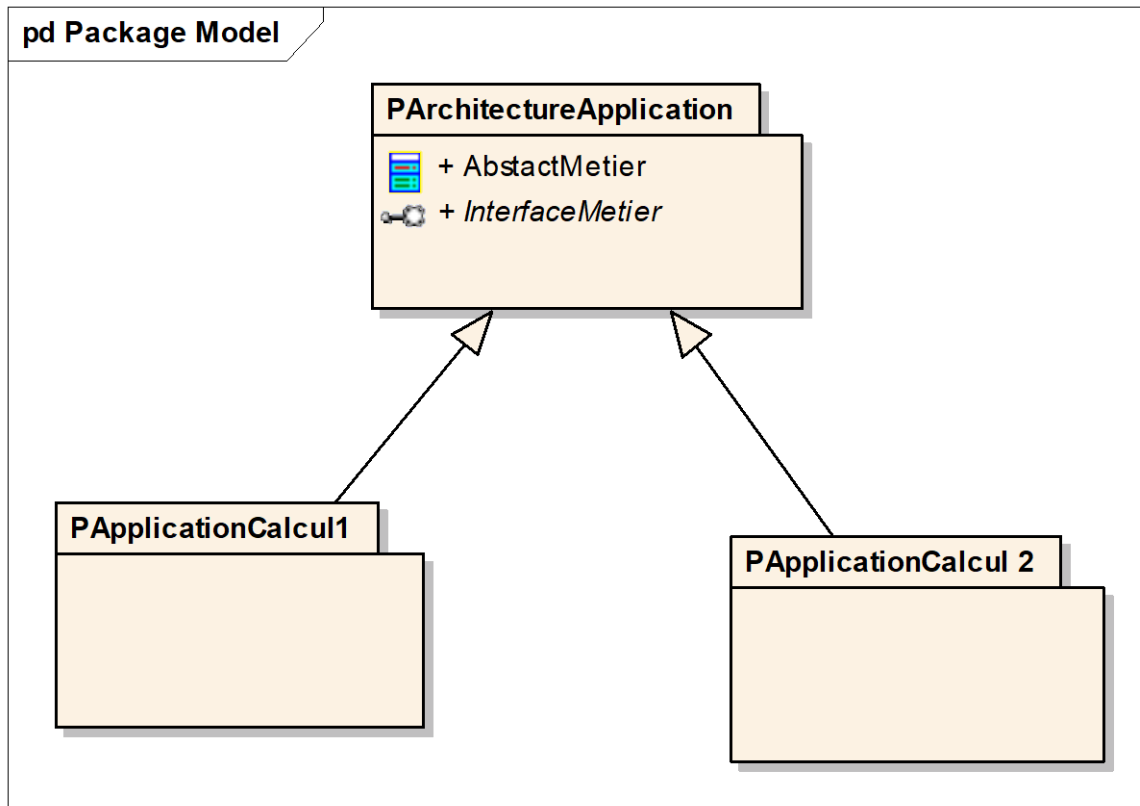 pd Package Model
PArchitectureApplication
+ AbstactMetier
+ InterfaceMetier
PApplicationCalcul1
PApplicationCalcul 2